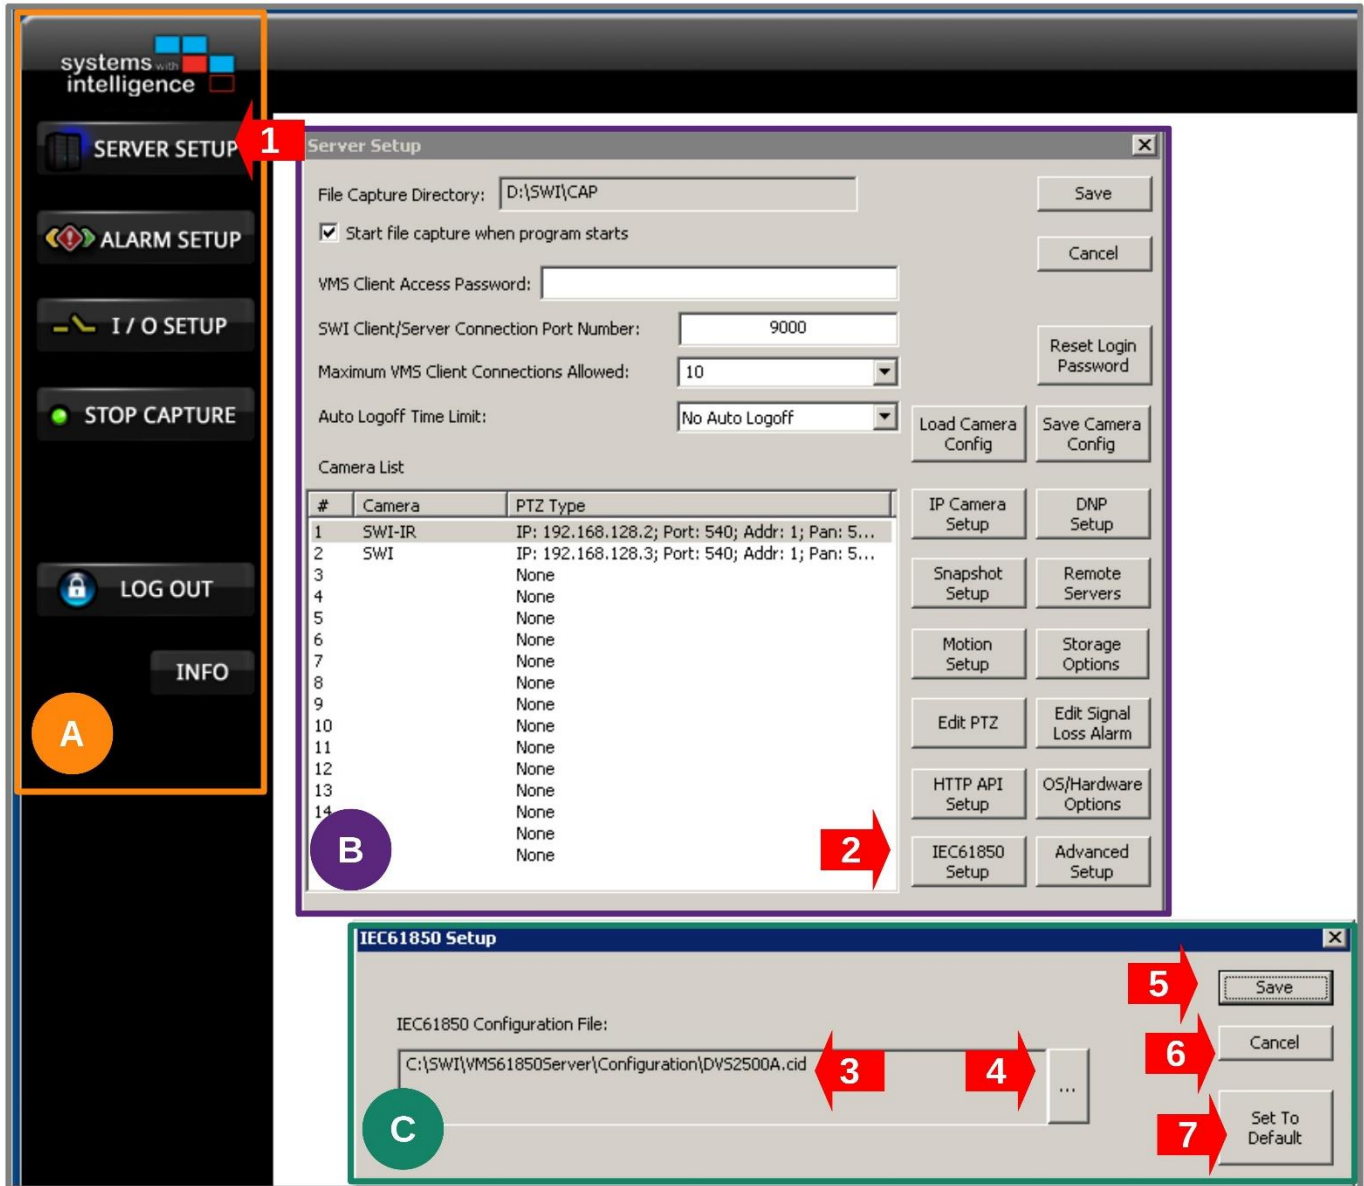 systems with
intelligence
SERVER SETUP
1
ALARM SETUP
I / O SETUP
STOP CAPTURE
LOG OUT
INFO
A
Server Setup
File Capture Directory: D:\SWI\CAP
Save
Start file capture when program starts
Cancel
VMS Client Access Password:
SWI Client/Server Connection Port Number: 9000
Reset Login
Password
Maximum VMS Client Connections Allowed: 10
Auto Logoff Time Limit: No Auto Logoff
Load Camera
Config
Save Camera
Config
Camera List
# Camera PTZ Type
1 SWI-IR IP: 192.168.128.2; Port: 540; Addr: 1; Pan: 5...
2 SWI IP: 192.168.128.3; Port: 540; Addr: 1; Pan: 5...
3 None
4 None
5 None
6 None
7 None
8 None
9 None
10 None
11 None
12 None
13 None
14 None
None
None
B
IP Camera
Setup
DNP
Setup
Snapshot
Setup
Remote
Servers
Motion
Setup
Storage
Options
Edit PTZ
Edit Signal
Loss Alarm
HTTP API
Setup
OS/Hardware
Options
2
IEC61850
Setup
Advanced
Setup
IEC61850 Setup
5
Save
IEC61850 Configuration File:
6
Cancel
C:\SWI\VMS61850Server\Configuration\DVS2500A.cid
3
4
...
7
Set To
Default
C